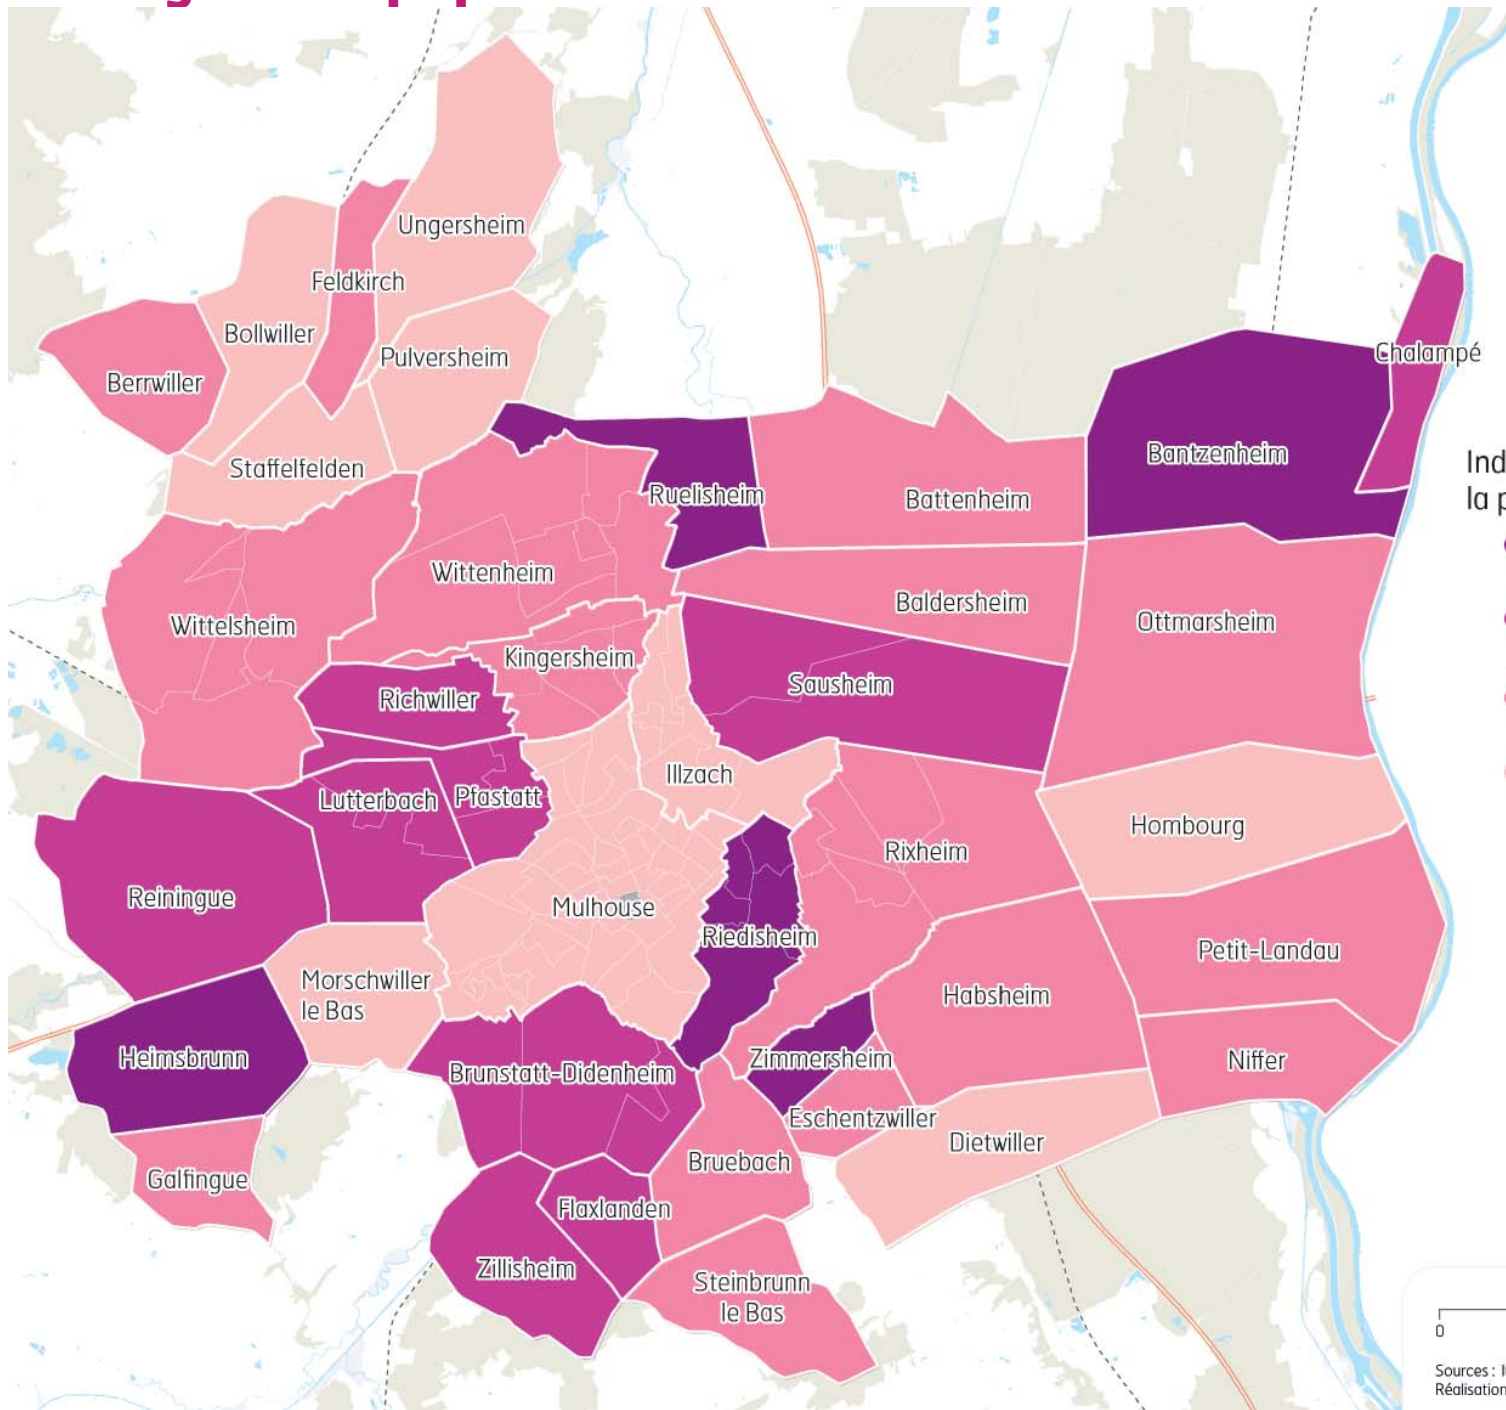 Ungersheim
Feldkirch
Bollwiller
Pulversheim
Berrwiller
Chalampé
Bantzenheim
Staffelfelden
Ind
la p
Ruelisheim
Battenheim
Wittenheim
Baldersheim
Ottmarsheim
Wittelsheim
Kingersheim
Sausheim
Richwiller
Illzach
Lutterbach
Pfastatt
Hombourg
Rixheim
Reiningue
Mulhouse
Riedisheim
Petit-Landau
Morschwiller
le Bas
Habsheim
Heimsbrunn
Zimmersheim
Niffer
Brunstatt-Didenheim
Eschentzwiller
Dietwiller
Bruebach
Galfingue
Flaxlanden
Zillisheim
Steinbrunn
le Bas
0
Sources : I
Réalisation